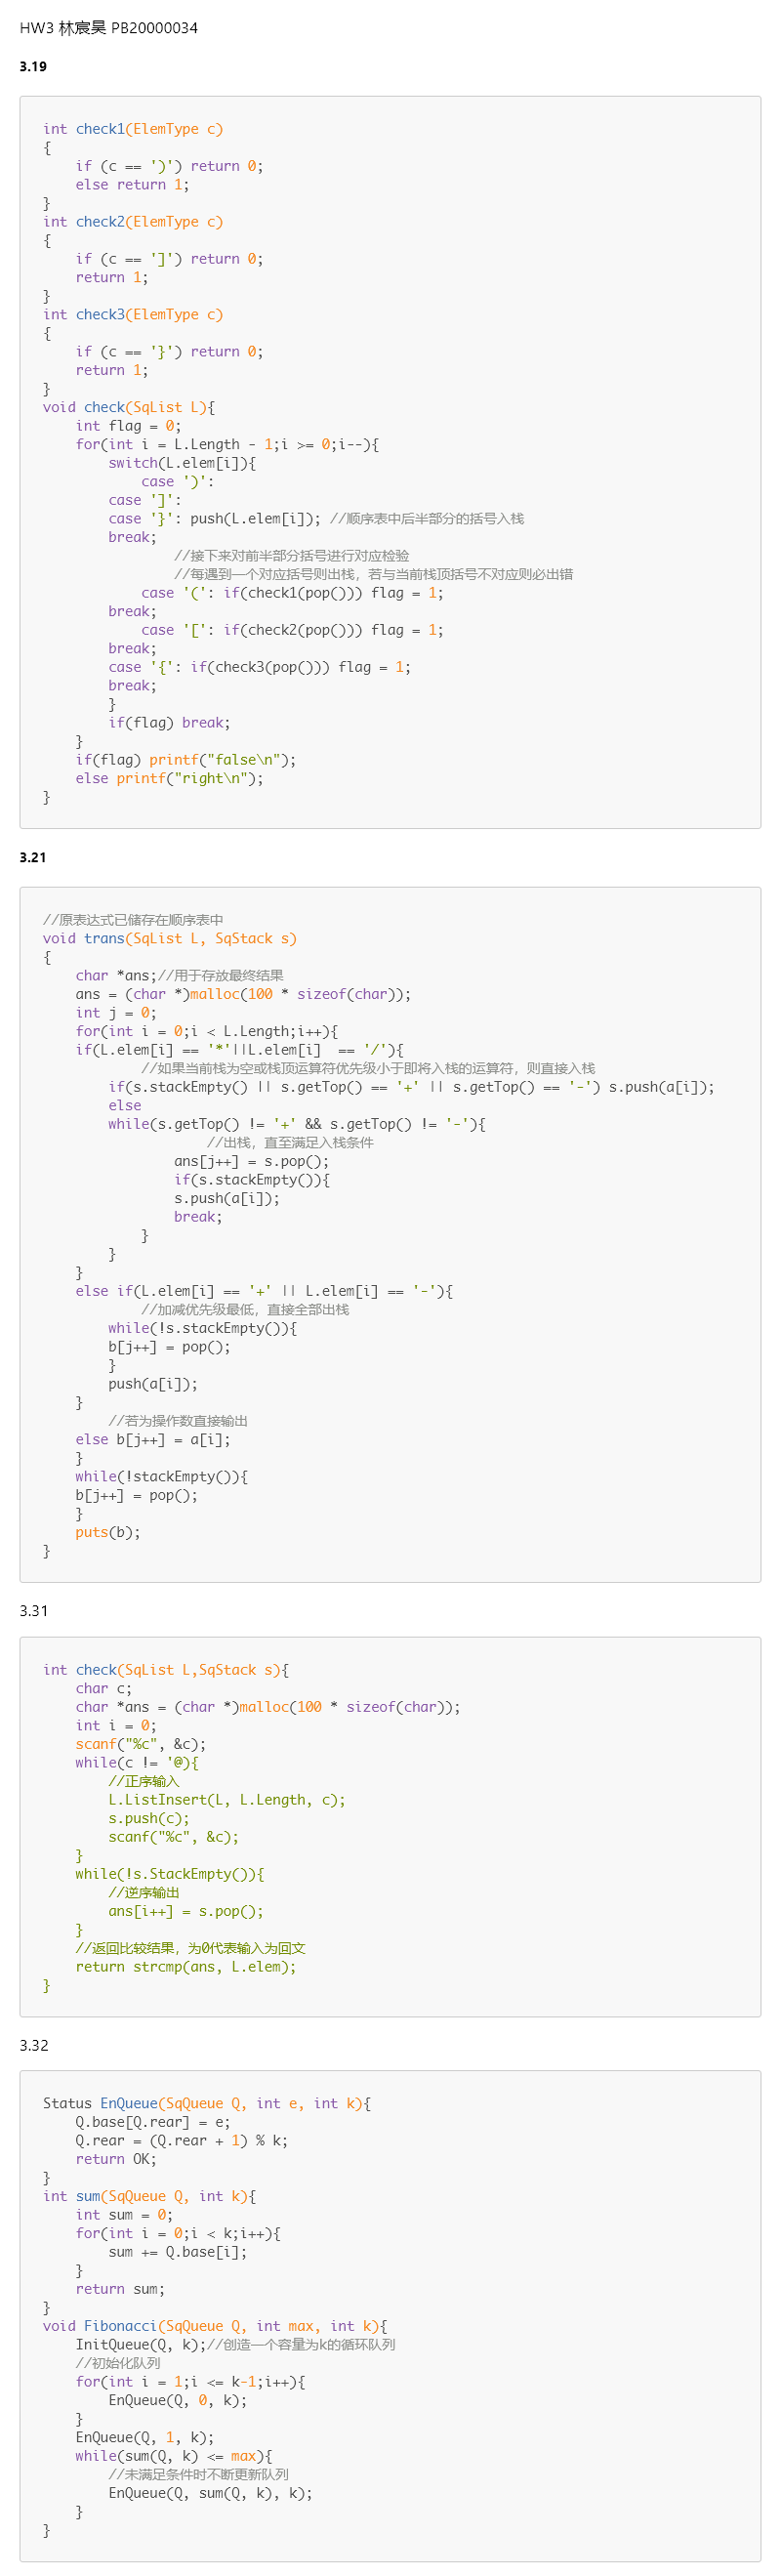 HW3 林宸昊 PB20000034
3.19
int check1(ElemType c)
{
    if (c == ')') return 0;
    else return 1;
}
int check2(ElemType c)
{
    if (c == ']') return 0;
    return 1;
}
int check3(ElemType c)
{
    if (c == '}') return 0;
    return 1;
}
void check(SqList L){
    int flag = 0;
    for(int i = L.Length - 1;i >= 0;i--){
        switch(L.elem[i]){
            case ')':
        case ']':
        case '}': push(L.elem[i]); //顺序表中后半部分的括号入栈
        break;
                //接下来对前半部分括号进行对应检验
                //每遇到一个对应括号则出栈，若与当前栈顶括号不对应则必出错
            case '(': if(check1(pop())) flag = 1;
        break;
            case '[': if(check2(pop())) flag = 1;
        break;
        case '{': if(check3(pop())) flag = 1;
        break;
        }
        if(flag) break;
    }
    if(flag) printf("false\n");
    else printf("right\n");
}
3.21
//原表达式已储存在顺序表中
void trans(SqList L, SqStack s)
{
    char *ans;//用于存放最终结果
    ans = (char *)malloc(100 * sizeof(char));
    int j = 0;
    for(int i = 0;i < L.Length;i++){
    if(L.elem[i] == '*'||L.elem[i]  == '/'){
            //如果当前栈为空或栈顶运算符优先级小于即将入栈的运算符，则直接入栈
        if(s.stackEmpty() || s.getTop() == '+' || s.getTop() == '-') s.push(a[i]);
        else
        while(s.getTop() != '+' && s.getTop() != '-'){
                    //出栈，直至满足入栈条件
                ans[j++] = s.pop();
                if(s.stackEmpty()){
                s.push(a[i]);
                break;
            }
        }
    }
    else if(L.elem[i] == '+' || L.elem[i] == '-'){
            //加减优先级最低，直接全部出栈
        while(!s.stackEmpty()){
        b[j++] = pop();
        }
        push(a[i]);
    }
        //若为操作数直接输出
    else b[j++] = a[i];
    }
    while(!stackEmpty()){
    b[j++] = pop();
    }
    puts(b);
}
3.31
int check(SqList L,SqStack s){
    char c;
    char *ans = (char *)malloc(100 * sizeof(char));
    int i = 0;
    scanf("%c", &c);
    while(c != '@){
        //正序输入
        L.ListInsert(L, L.Length, c);
        s.push(c);
        scanf("%c", &c);
    }
    while(!s.StackEmpty()){
        //逆序输出
        ans[i++] = s.pop();
    }
    //返回比较结果，为0代表输入为回文
    return strcmp(ans, L.elem);
}
3.32
Status EnQueue(SqQueue Q, int e, int k){
    Q.base[Q.rear] = e;
    Q.rear = (Q.rear + 1) % k;
    return OK;
}
int sum(SqQueue Q, int k){
    int sum = 0;
    for(int i = 0;i < k;i++){
        sum += Q.base[i];
    }
    return sum;
}
void Fibonacci(SqQueue Q, int max, int k){
    InitQueue(Q, k);//创造一个容量为k的循环队列
    //初始化队列
    for(int i = 1;i <= k-1;i++){
        EnQueue(Q, 0, k);
    }
    EnQueue(Q, 1, k);
    while(sum(Q, k) <= max){
        //未满足条件时不断更新队列
        EnQueue(Q, sum(Q, k), k);
    }
}